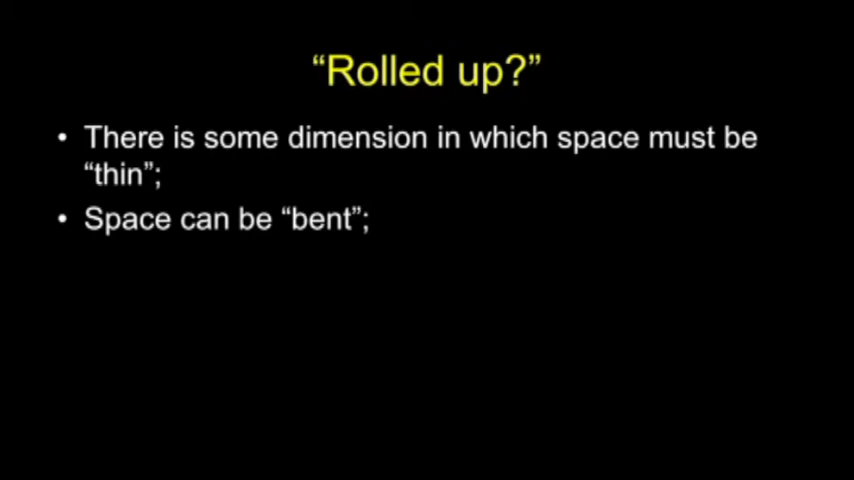 “Rolled up?”
• There is some dimension in which space must be
“thin”;
• Space can be “bent”;